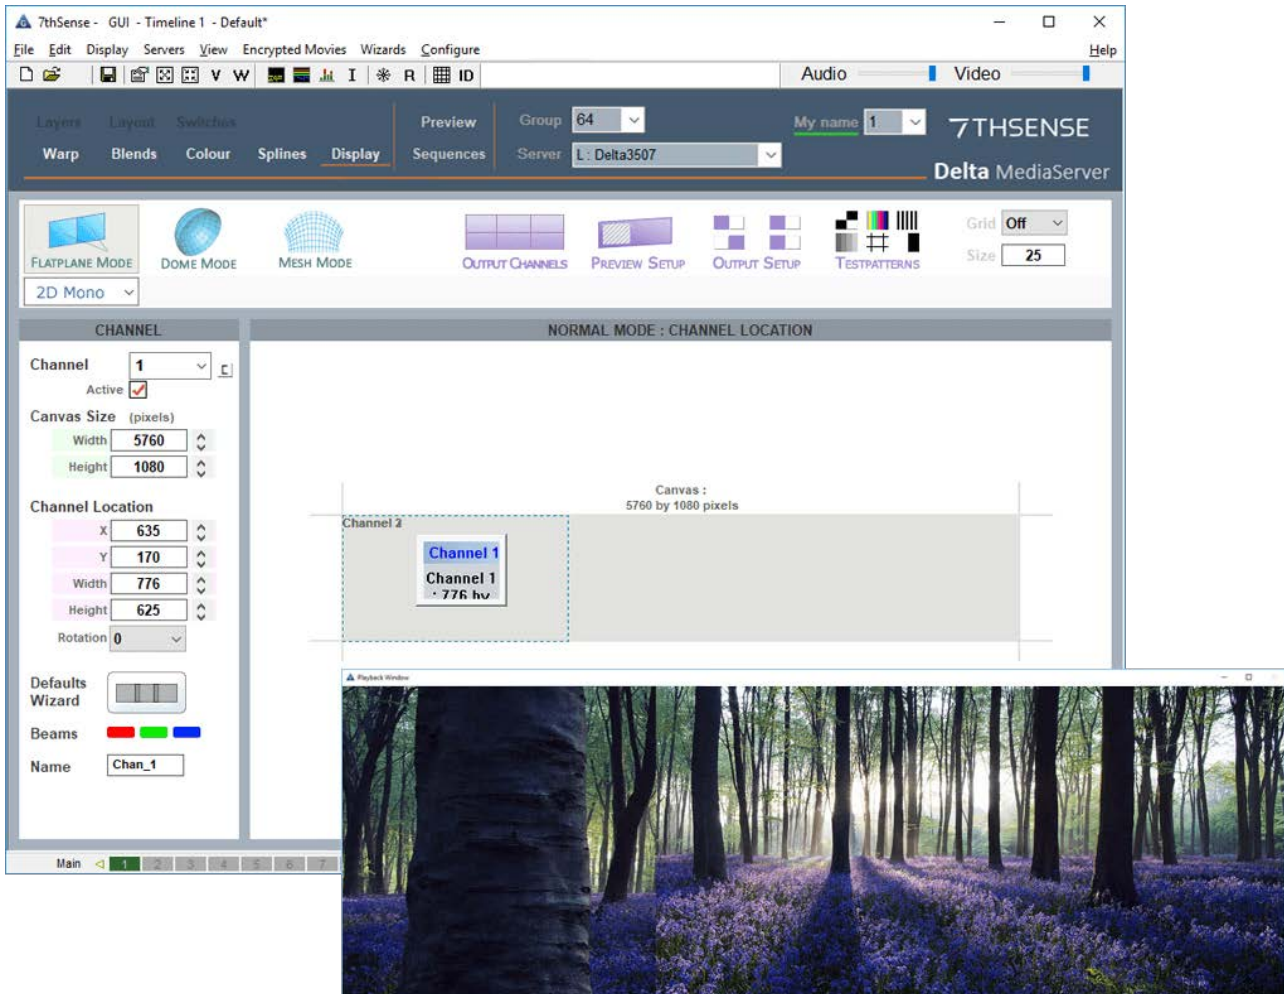 7thSense - GUI - Timeline 1 - Default*
File Edit Display Servers View Encrypted Movies Wizards Configure Help
V W I R ID Audio Video
Layers Layout Switches Preview Group 64 My name 1 7THSENSE
Warp Blends Colour Splines Display Sequences Server L : Delta3507 Delta MediaServer
FLATPLANE MODE DOME MODE MESH MODE OUTPUT CHANNELS PREVIEW SETUP OUTPUT SETUP TESTPATTERNS Grid Off
Size 25
2D Mono
CHANNEL NORMAL MODE : CHANNEL LOCATION
Channel 1
Active
Canvas Size (pixels)
Width 5760
Height 1080
Channel Location
X 635
Y 170
Width 776
Height 625
Rotation 0
Defaults
Wizard
Beams
Name Chan_1
Canvas :
5760 by 1080 pixels
Channel
Channel 1
Channel 1
: 776 by
Playback Window
Main 1 2 3 4 5 6 7